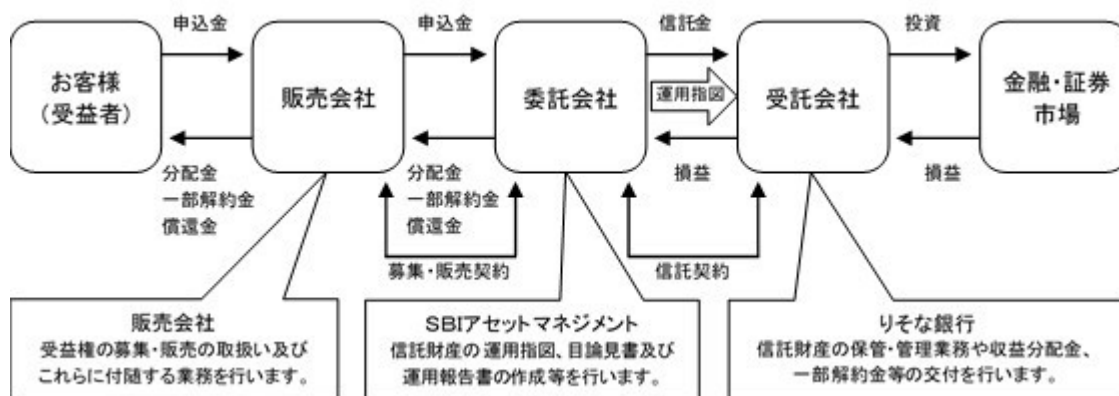 申込金
申込金
信託金
投資
お客様
(受益者)
販売会社
委託会社
運用指図
受託会社
金融・証券
市場
分配金
一部解約金
償還金
分配金
一部解約金
償還金
損益
損益
募集・販売契約
信託契約
販売会社
受益権の募集・販売の取扱い及び
これらに付随する業務を行います。
SBIアセットマネジメント
信託財産の運用指図、目論見書及び
運用報告書の作成等を行います。
りそな銀行
信託財産の保管・管理業務や収益分配金、
一部解約金等の交付を行います。